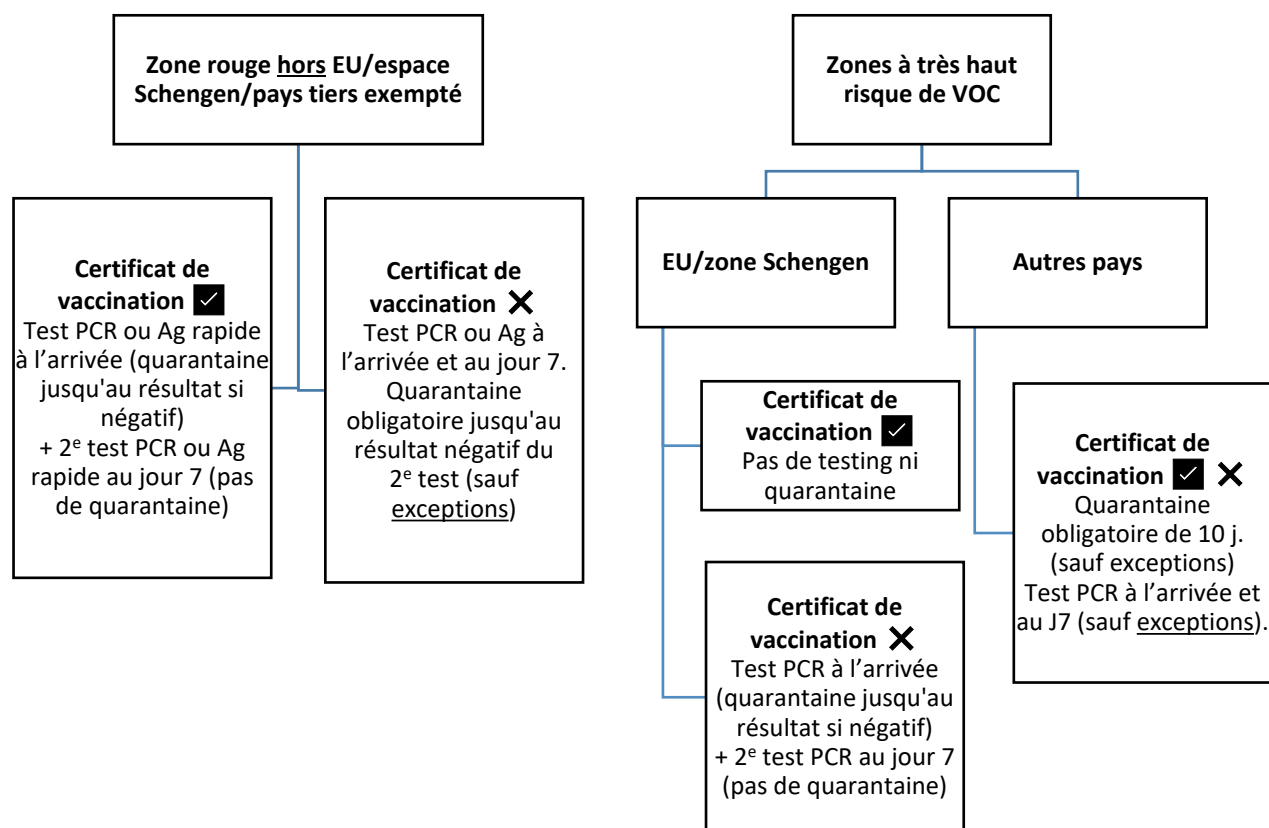 Zone rouge hors EU/espace
Schengen/pays tiers exempté
Certificat de
vaccination ✓
Test PCR ou Ag rapide
à l’arrivée (quarantaine
jusqu'au résultat si
négatif)
+ 2e test PCR ou Ag
rapide au jour 7 (pas
de quarantaine)
Certificat de
vaccination ✕
Test PCR ou Ag à
l’arrivée et au jour 7.
Quarantaine
obligatoire jusqu'au
résultat négatif du
2e test (sauf
exceptions)
Zones à très haut
risque de VOC
EU/zone Schengen
Certificat de
vaccination ✓
Pas de testing ni
quarantaine
Certificat de
vaccination ✕
Test PCR à l’arrivée
(quarantaine jusqu'au
résultat si négatif)
+ 2e test PCR au jour 7
(pas de quarantaine)
Autres pays
Certificat de
vaccination ✓ ✕
Quarantaine
obligatoire de 10 j.
(sauf exceptions)
Test PCR à l’arrivée et
au J7 (sauf exceptions).